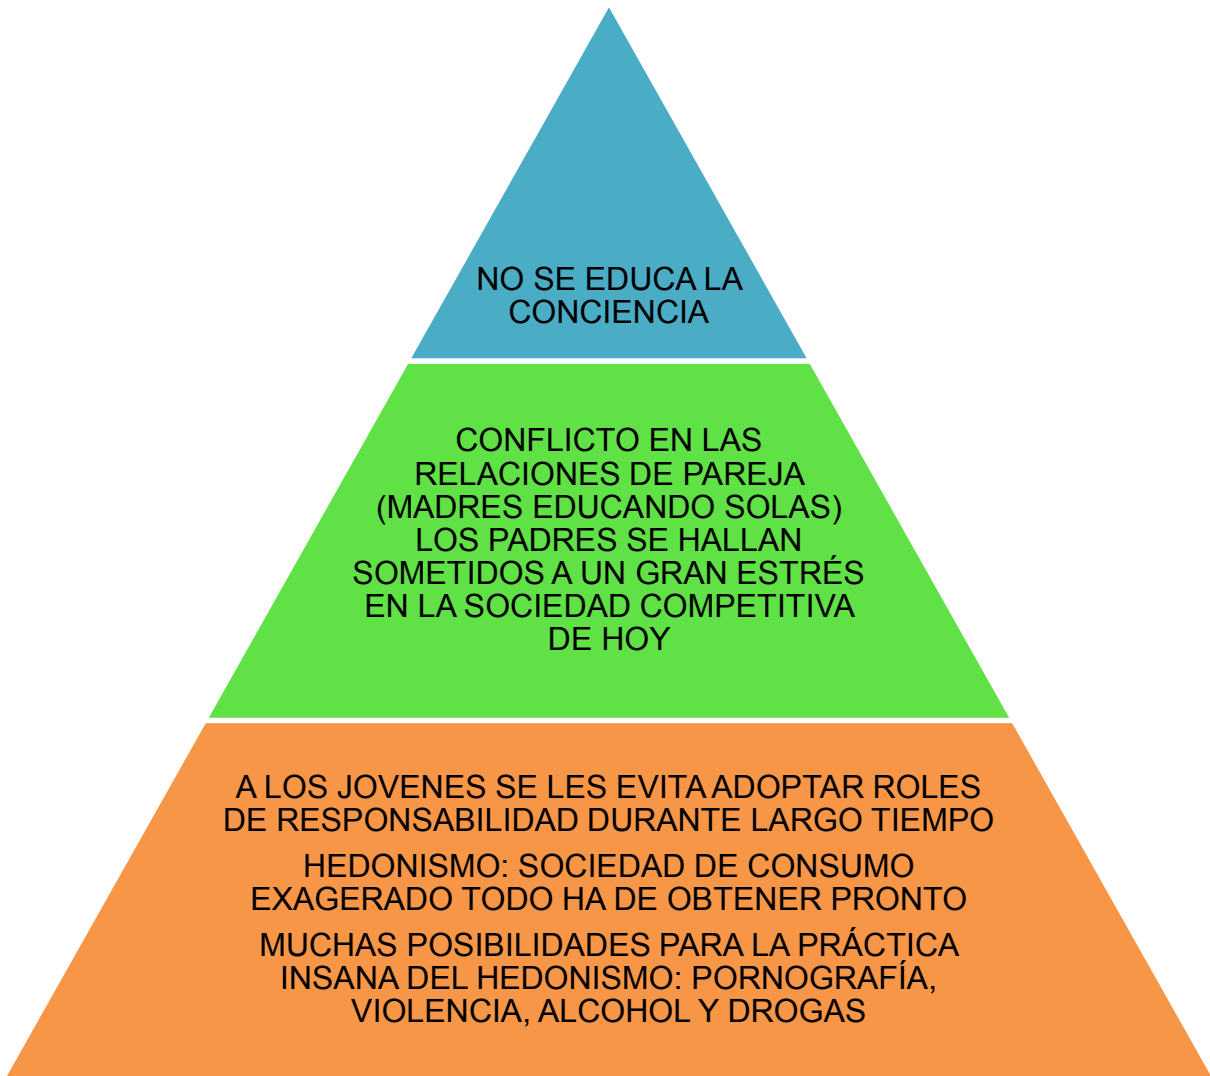 NO SE EDUCA LA
CONCIENCIA
CONFLICTO EN LAS
RELACIONES DE PAREJA
(MADRES EDUCANDO SOLAS)
LOS PADRES SE HALLAN
SOMETIDOS A UN GRAN ESTRÉS
EN LA SOCIEDAD COMPETITIVA
DE HOY
A LOS JOVENES SE LES EVITA ADOPTAR ROLES
DE RESPONSABILIDAD DURANTE LARGO TIEMPO
HEDONISMO: SOCIEDAD DE CONSUMO
EXAGERADO TODO HA DE OBTENER PRONTO
MUCHAS POSIBILIDADES PARA LA PRÁCTICA
INSANA DEL HEDONISMO: PORNOGRAFÍA,
VIOLENCIA, ALCOHOL Y DROGAS